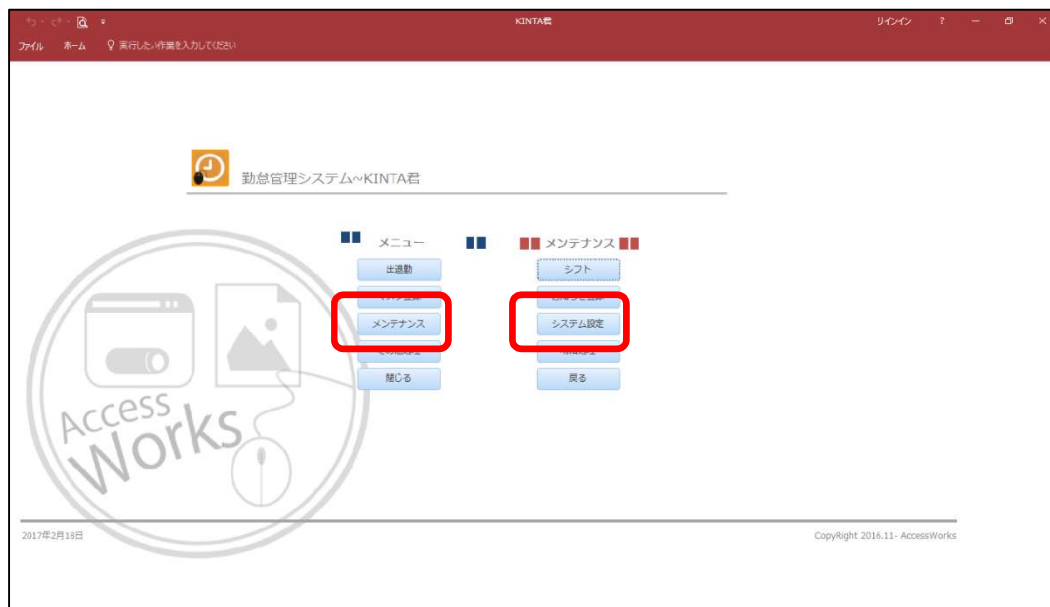 KINTA君
サインイン ?
ファイル ホーム 実行したい作業を入力してください
勤怠管理システム~KINTA君
メニュー
メンテナンス
出退勤
シフト
メンテナンス
システム設定
閉じる
戻る
Access
Works
2017年2月18日
CopyRight 2016.11- AccessWorks